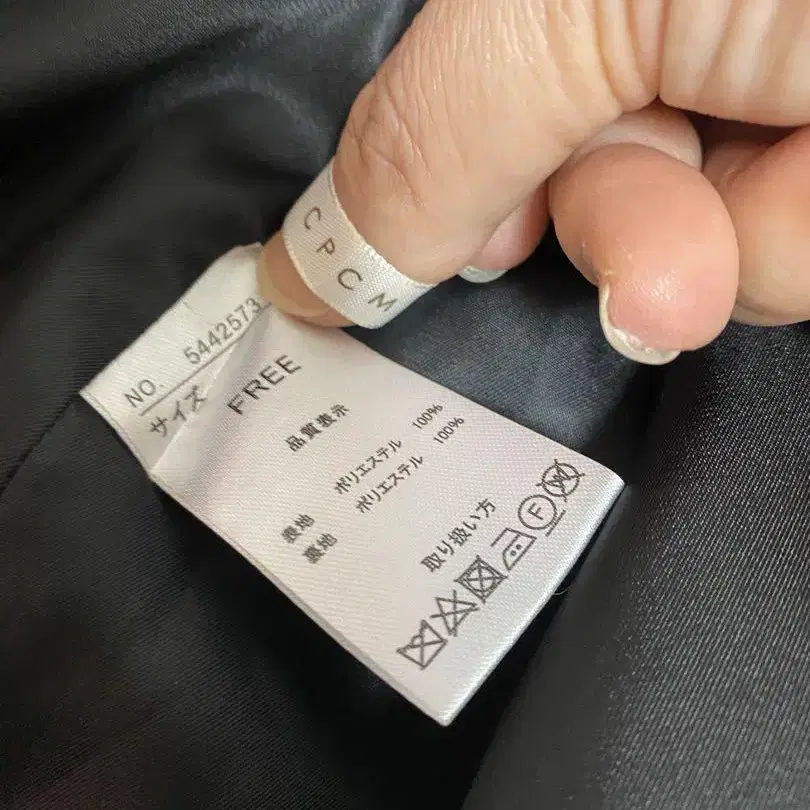 CPCM
NO. 5442573
サイズ
FREE
品質表示
表地 ポリエステル 100%
裏地 ポリエステル 100%
取り扱い方
F
W